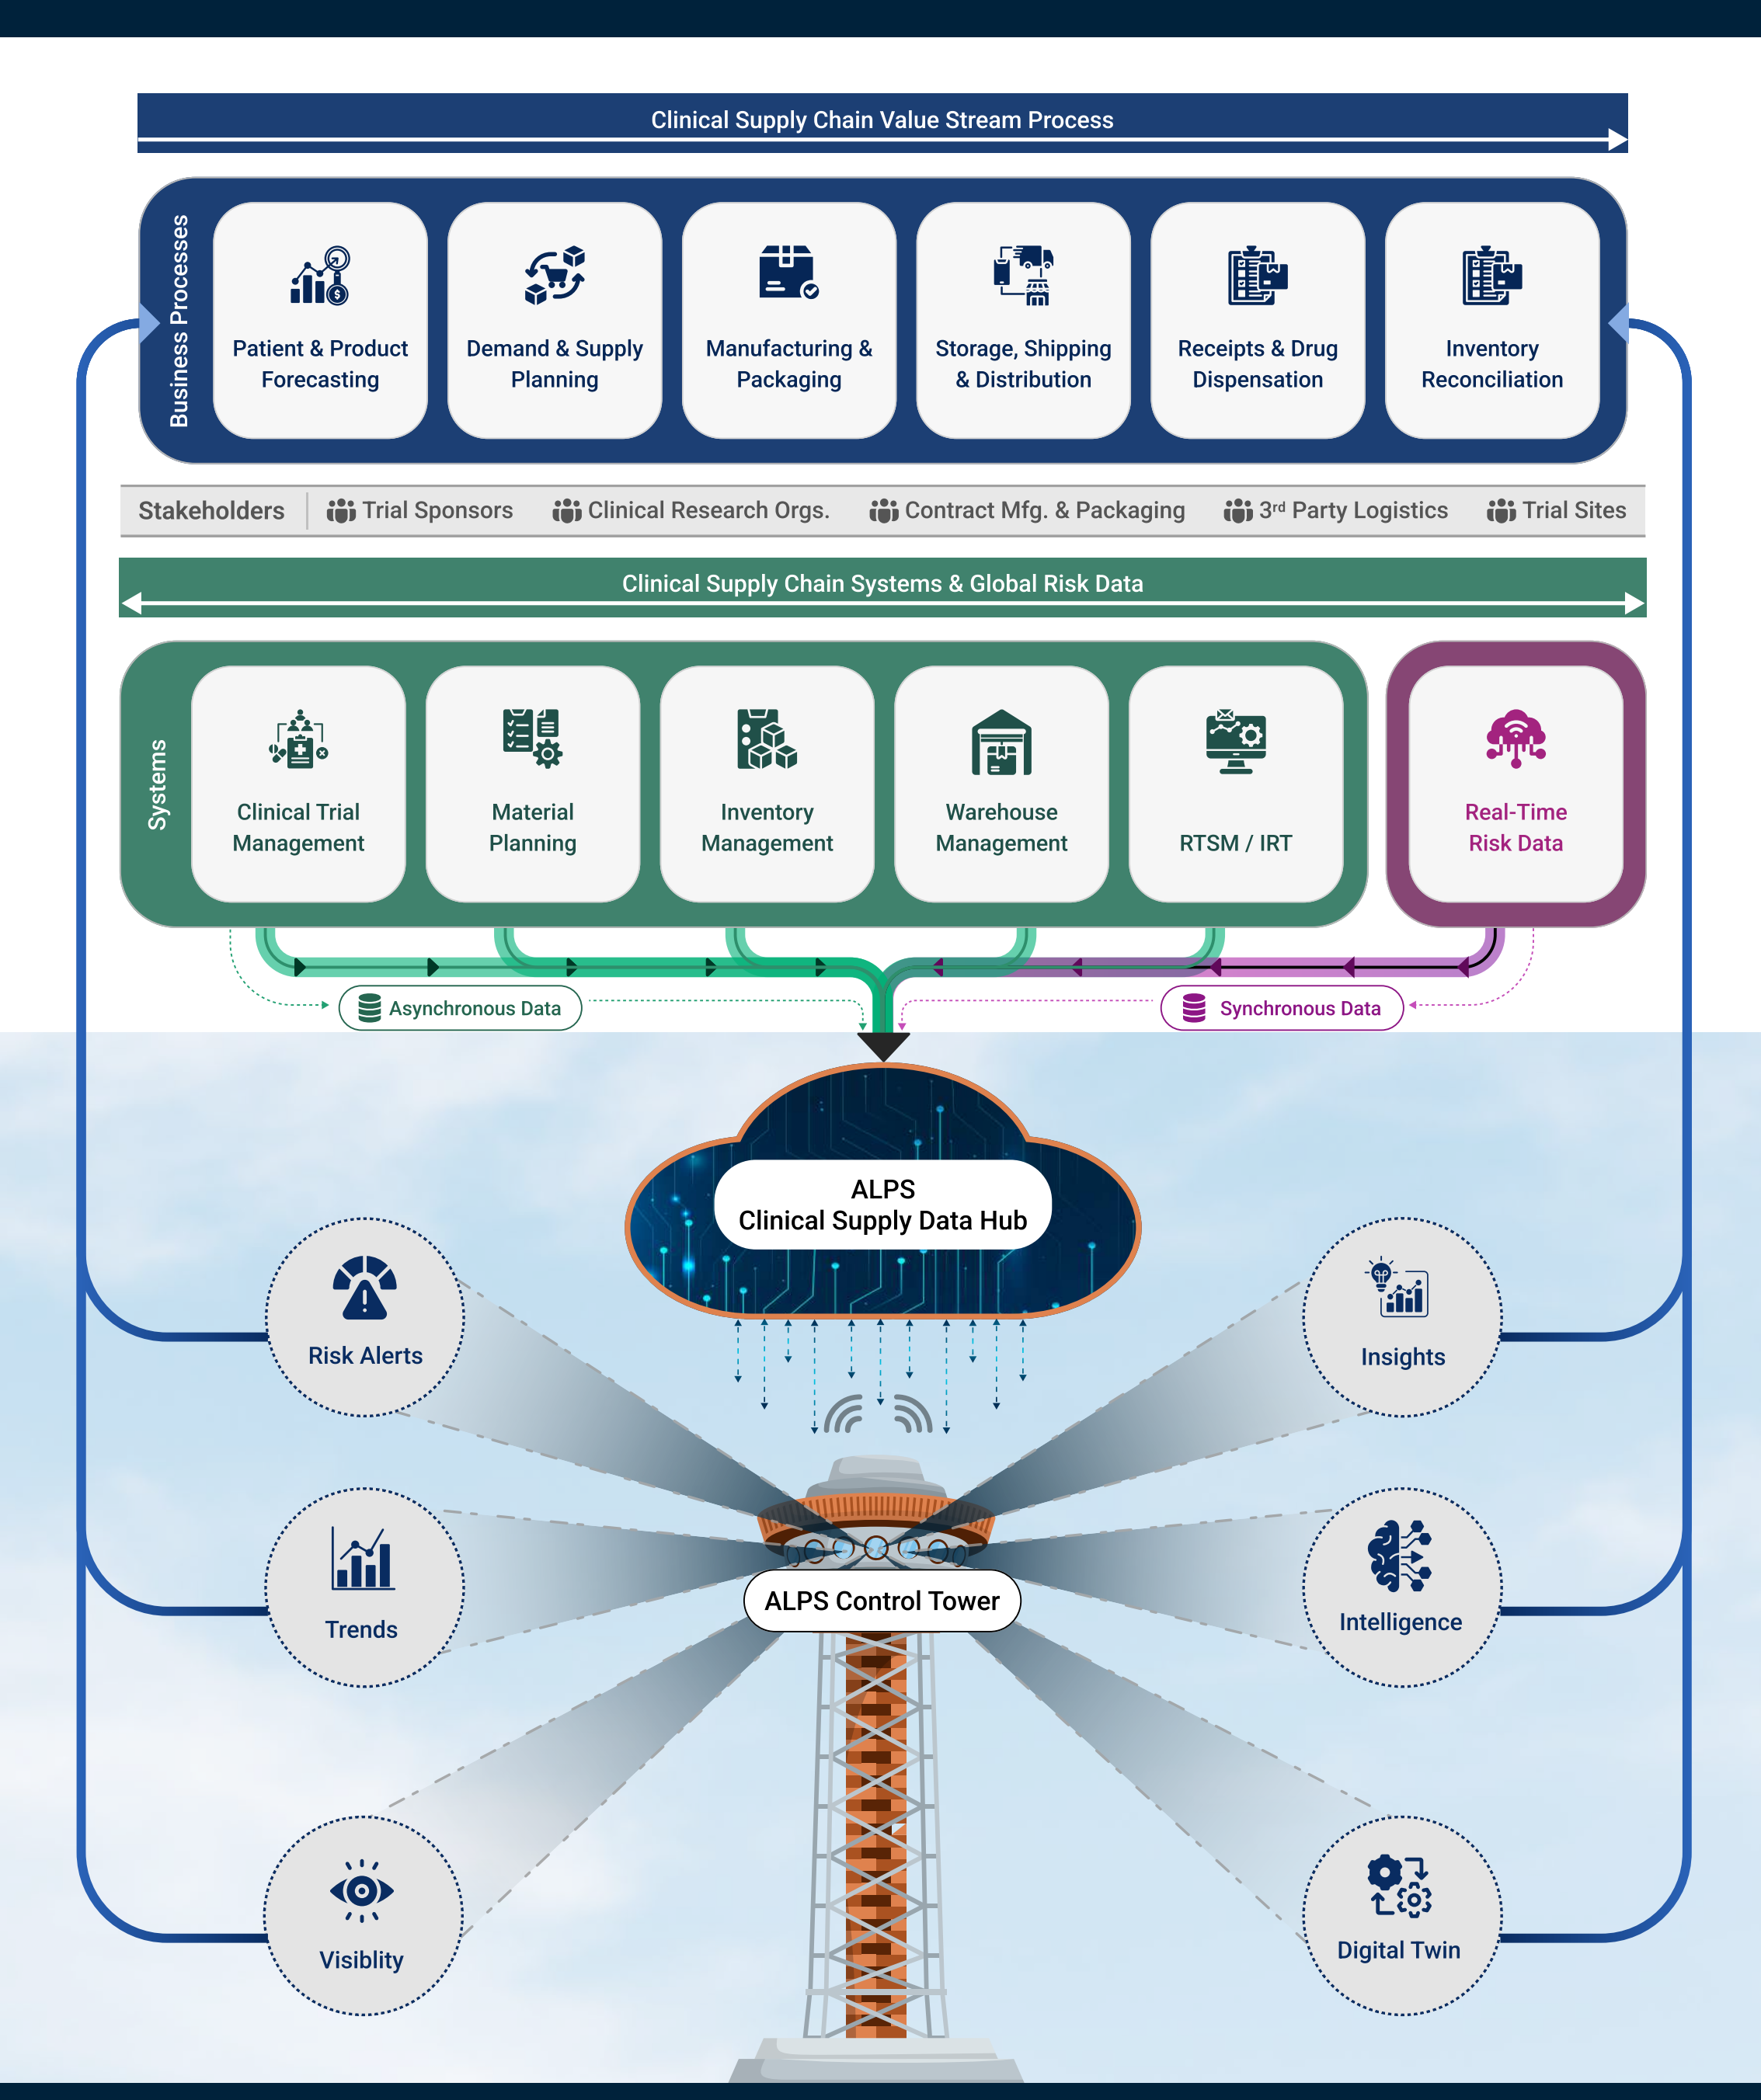 Clinical Supply Chain Value Stream Process
Business Processes
Patient & Product
Forecasting
Demand & Supply
Planning
Manufacturing &
Packaging
Storage, Shipping
& Distribution
Receipts & Drug
Dispensation
Inventory
Reconciliation
Stakeholders
Trial Sponsors
Clinical Research Orgs.
Contract Mfg. & Packaging
3rd Party Logistics
Trial Sites
Clinical Supply Chain Systems & Global Risk Data
Systems
Clinical Trial
Management
Material
Planning
Inventory
Management
Warehouse
Management
RTSM / IRT
Real-Time
Risk Data
Asynchronous Data
Synchronous Data
ALPS
Clinical Supply Data Hub
Risk Alerts
Insights
Trends
Intelligence
ALPS Control Tower
Visiblity
Digital Twin